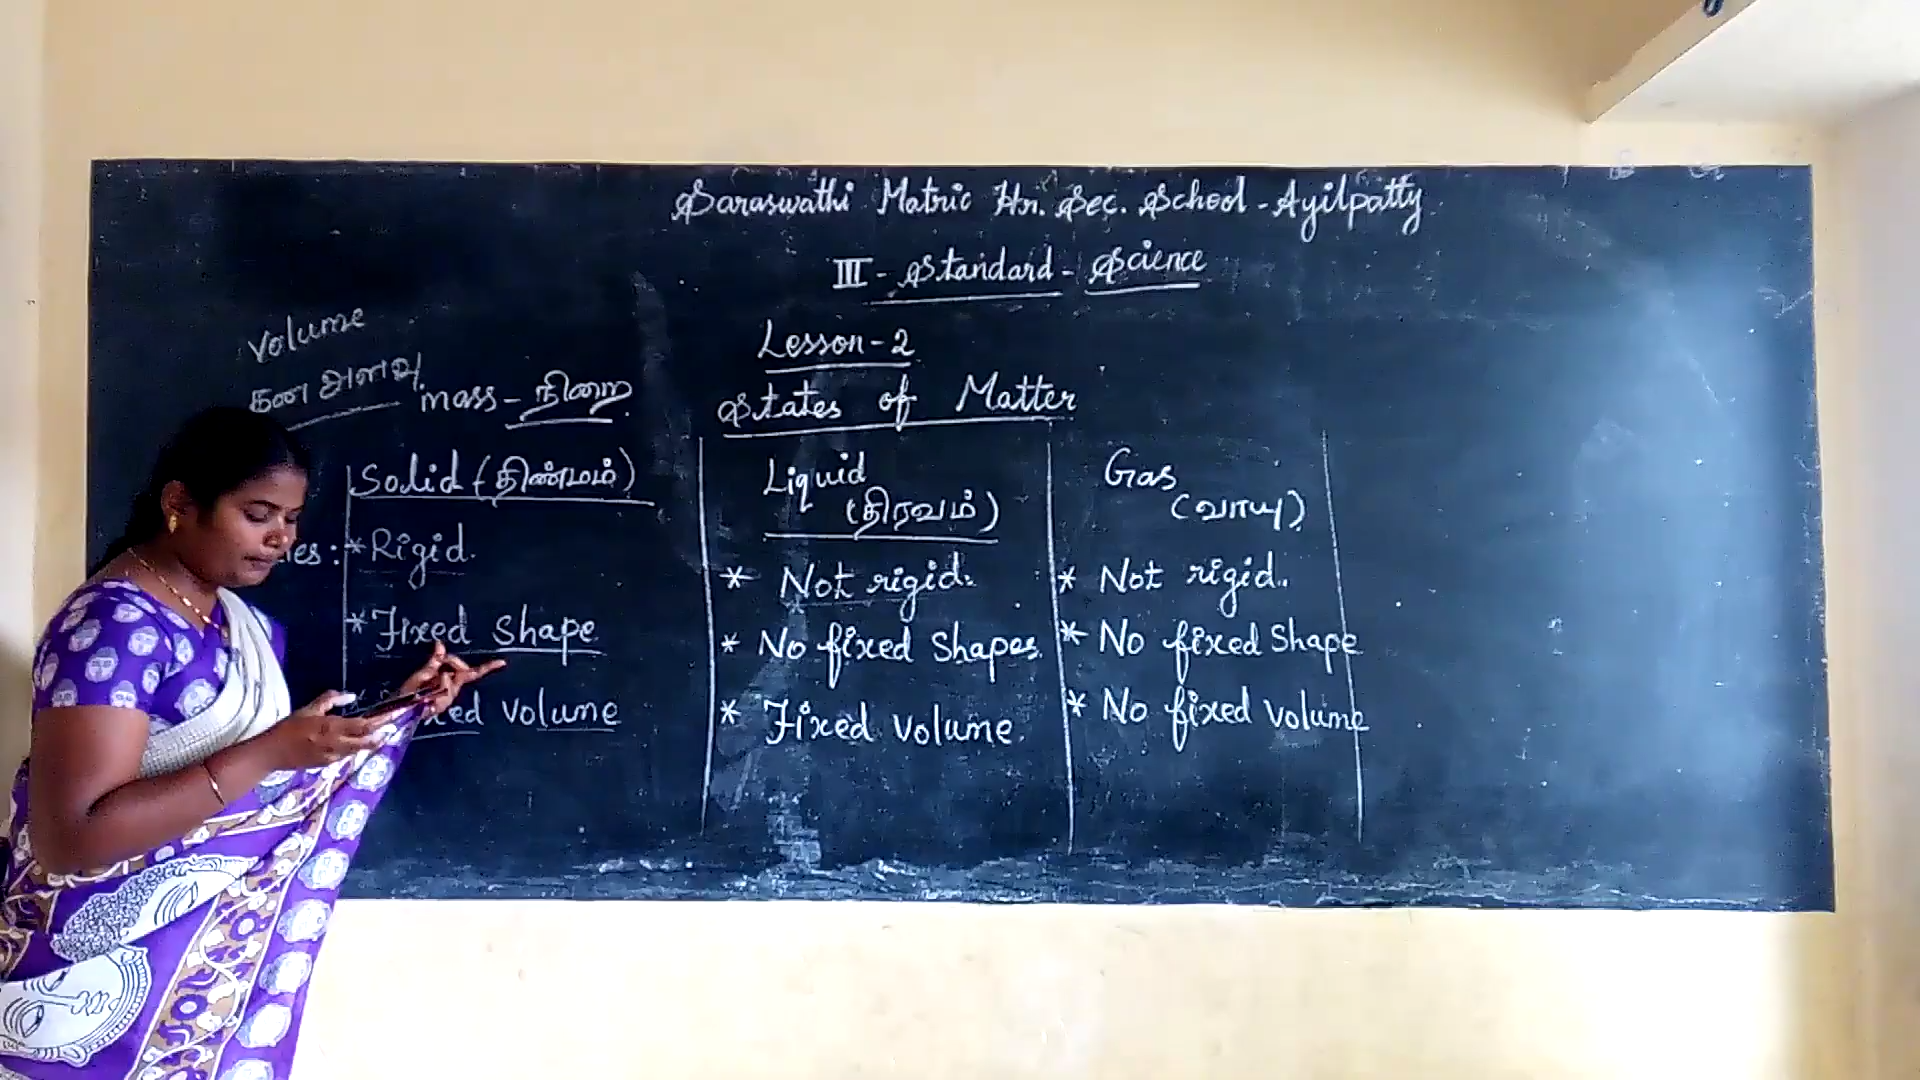 Saraswathi Matric Hr. Sec. School - Ayilpatty
III - Standard - Science
Lesson - 2
States of Matter
Volume
கன அளவு
mass - நிறை
Solid (திண்மம்)
* Rigid.
* Fixed shape
volume
Liquid
(திரவம்)
* Not rigid.
* No fixed shapes.
* Fixed volume.
Gas
(வாயு)
* Not rigid.
* No fixed shape
* No fixed volume